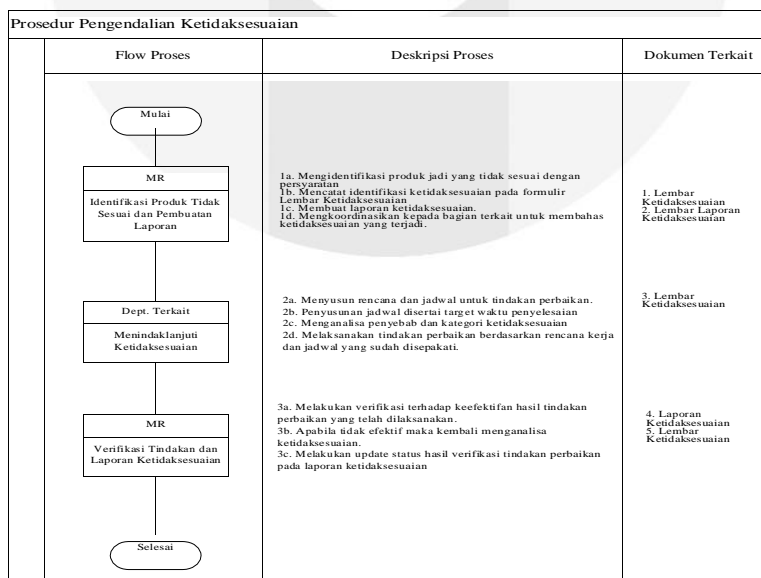 Prosedur Pengendalian Ketidaksesuaian
Flow Proses
Deskripsi Proses
Dokumen Terkait
Mulai
MR
Identifikasi Produk Tidak
Sesuai dan Pembuatan
Laporan
1a. Mengidentifikasi produk jadi yang tidak sesuai dengan
persyaratan
1b. Mencatat identifikasi ketidaksesuaian pada formulir
Lembar Ketidaksesuaian
1c. Membuat laporan ketidaksesuaian.
1d. Mengkoordinasikan kepada bagian terkait untuk membahas
ketidaksesuaian yang terjadi.
1. Lembar
Ketidaksesuaian
2. Lembar Laporan
Ketidaksesuaian
Dept. Terkait
Menindaklanjuti
Ketidaksesuaian
2a. Menyusun rencana dan jadwal untuk tindakan perbaikan.
2b. Penyusunan jadwal disertai target waktu penyelesaian
2c. Menganalisa penyebab dan kategori ketidaksesuaian
2d. Melaksanakan tindakan perbaikan berdasarkan rencana kerja
dan jadwal yang sudah disepakati.
3. Lembar
Ketidaksesuaian
MR
Verifikasi Tindakan dan
Laporan Ketidaksesuaian
3a. Melakukan verifikasi terhadap keefektifan hasil tindakan
perbaikan yang telah dilaksanakan.
3b. Apabila tidak efektif maka kembali menganalisa
ketidaksesuaian.
3c. Melakukan update status hasil verifikasi tindakan perbaikan
pada laporan ketidaksesuaian
4. Laporan
Ketidaksesuaian
5. Lembar
Ketidaksesuaian
Selesai